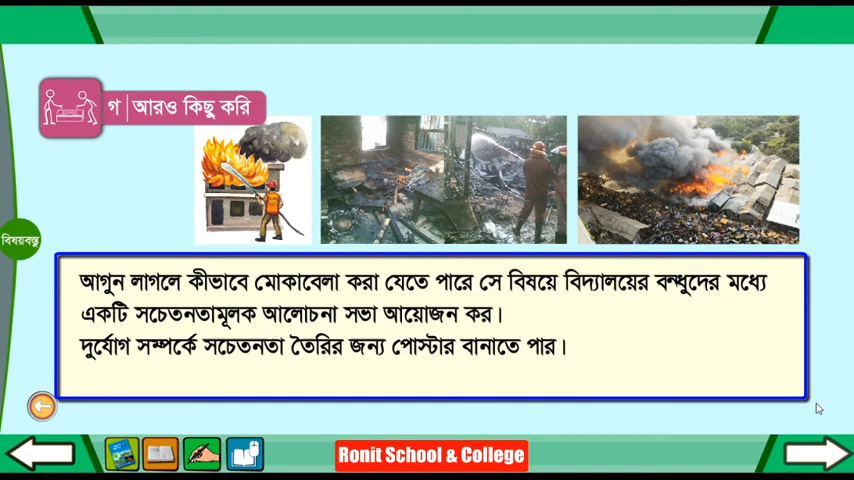 গ | আরও কিছু করি
বিষয়বস্তু
আগুন লাগলে কীভাবে মোকাবেলা করা যেতে পারে সে বিষয়ে বিদ্যালয়ের বন্ধুদের মধ্যে
একটি সচেতনতামূলক আলোচনা সভা আয়োজন কর।
দুর্যোগ সম্পর্কে সচেতনতা তৈরির জন্য পোস্টার বানাতে পার।
Ronit School & College